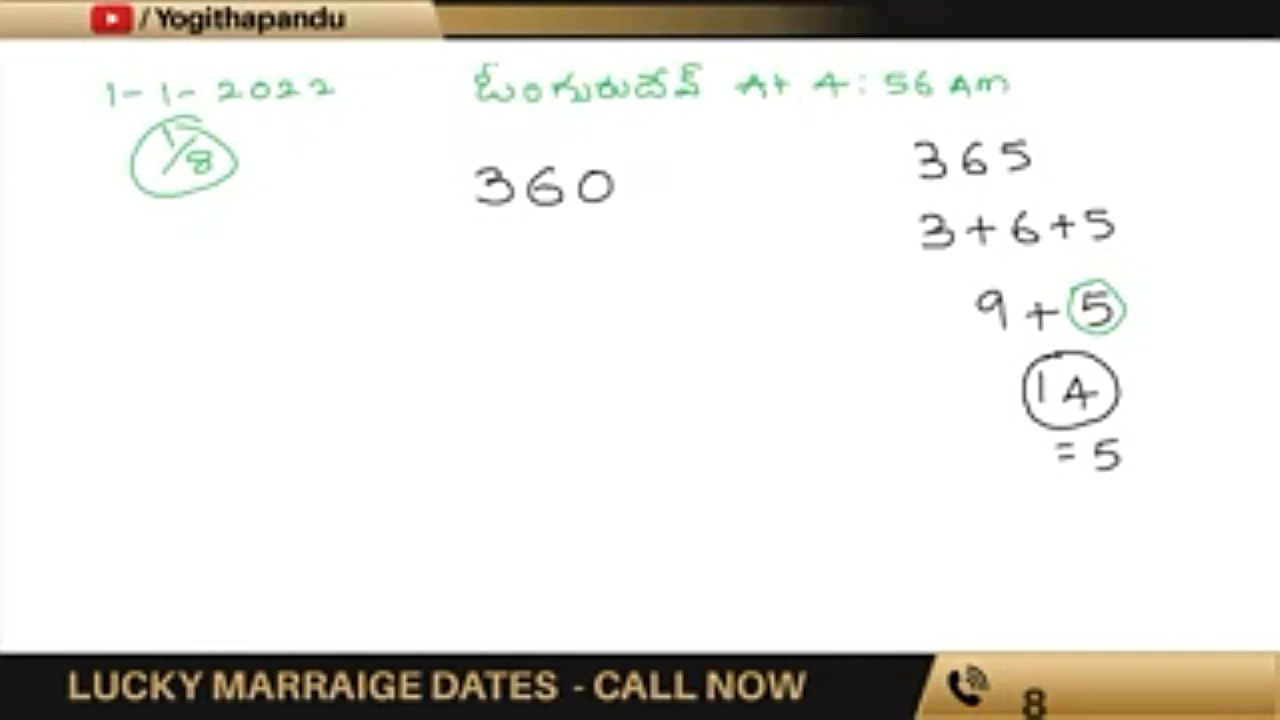 / Yogithapandu
1-1-2022 ఓంగురుదేవ్ At 4:56 Am
1/8
360
365
3+6+5
9+5
14
=5
LUCKY MARRAIGE DATES - CALL NOW
8